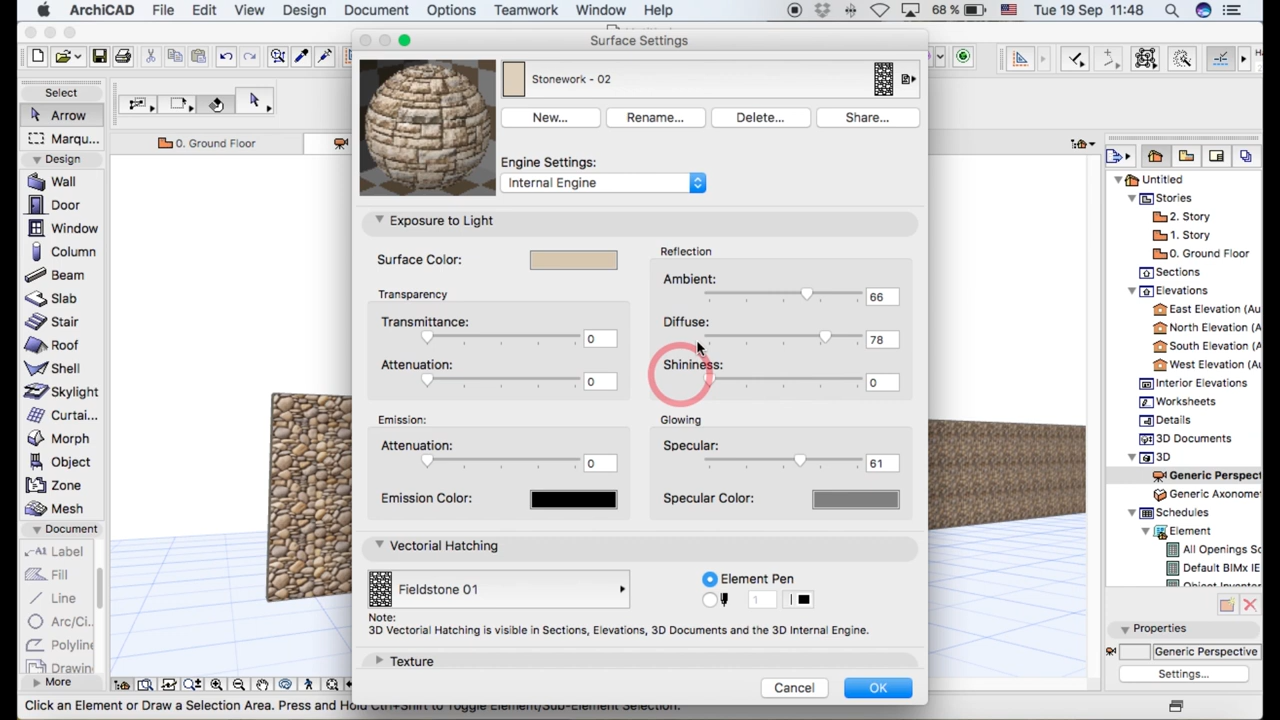 ArchiCAD File Edit View Design Document Options Teamwork Window Help 68 % Tue 19 Sep 11:48
Surface Settings
Select
Arrow
Marqu...
Design
Wall
Door
Window
Column
Beam
Slab
Stair
Roof
Shell
Skylight
Curtai...
Morph
Object
Zone
Mesh
Document
Label
Fill
Line
Arc/Ci...
Polyline
Drawin
More
0. Ground Floor
Stonework - 02
New... Rename... Delete... Share...
Engine Settings:
Internal Engine
Exposure to Light
Surface Color:
Transparency
Transmittance: 0
Attenuation: 0
Emission:
Attenuation: 0
Emission Color:
Reflection
Ambient: 66
Diffuse: 78
Shininess: 0
Glowing
Specular: 61
Specular Color:
Vectorial Hatching
Fieldstone 01
Element Pen
1
Note:
3D Vectorial Hatching is visible in Sections, Elevations, 3D Documents and the 3D Internal Engine.
Texture
Cancel OK
Untitled
Stories
2. Story
1. Story
0. Ground Floor
Sections
Elevations
East Elevation (Au
North Elevation (A
South Elevation (A
West Elevation (Au
Interior Elevations
Worksheets
Details
3D Documents
3D
Generic Perspect
Generic Axonome
Schedules
Element
All Openings Sc
Default BIMx IE
Properties
Generic Perspective
Settings...
Click an Element or Draw a Selection Area. Press and Hold Ctrl+Shift to Toggle Element/Sub-Element Selection.